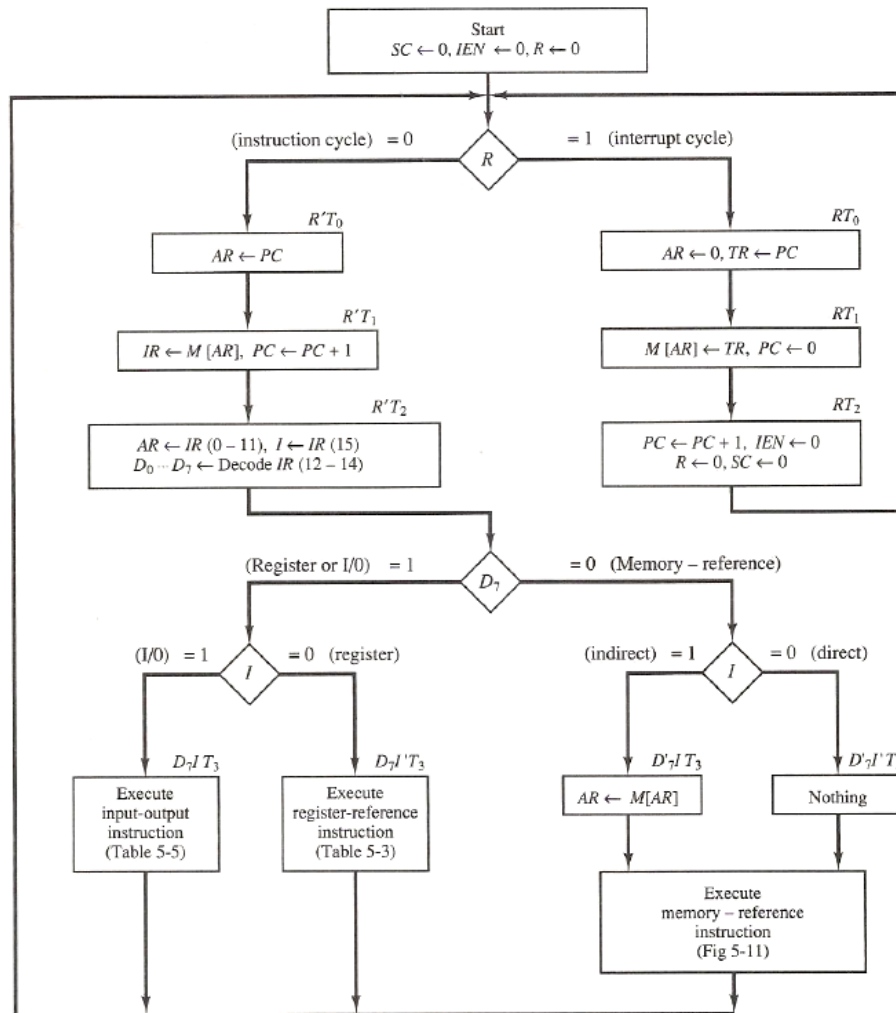 Start
SC ← 0, IEN ← 0, R ← 0
(instruction cycle) = 0
= 1 (interrupt cycle)
R
R'T₀
RT₀
AR ← PC
AR ← 0, TR ← PC
R'T₁
RT₁
IR ← M [AR], PC ← PC + 1
M [AR] ← TR, PC ← 0
R'T₂
RT₂
AR ← IR (0 – 11), I ← IR (15)
D₀ ··· D₇ ← Decode IR (12 – 14)
PC ← PC + 1, IEN ← 0
R ← 0, SC ← 0
(Register or I/0) = 1
= 0 (Memory – reference)
D₇
(I/0) = 1
= 0 (register)
I
(indirect) = 1
= 0 (direct)
I
D₇IT₃
D₇I'T₃
D'₇IT₃
D'₇I'T
Execute
input-output
instruction
(Table 5-5)
Execute
register-reference
instruction
(Table 5-3)
AR ← M[AR]
Nothing
Execute
memory – reference
instruction
(Fig 5-11)